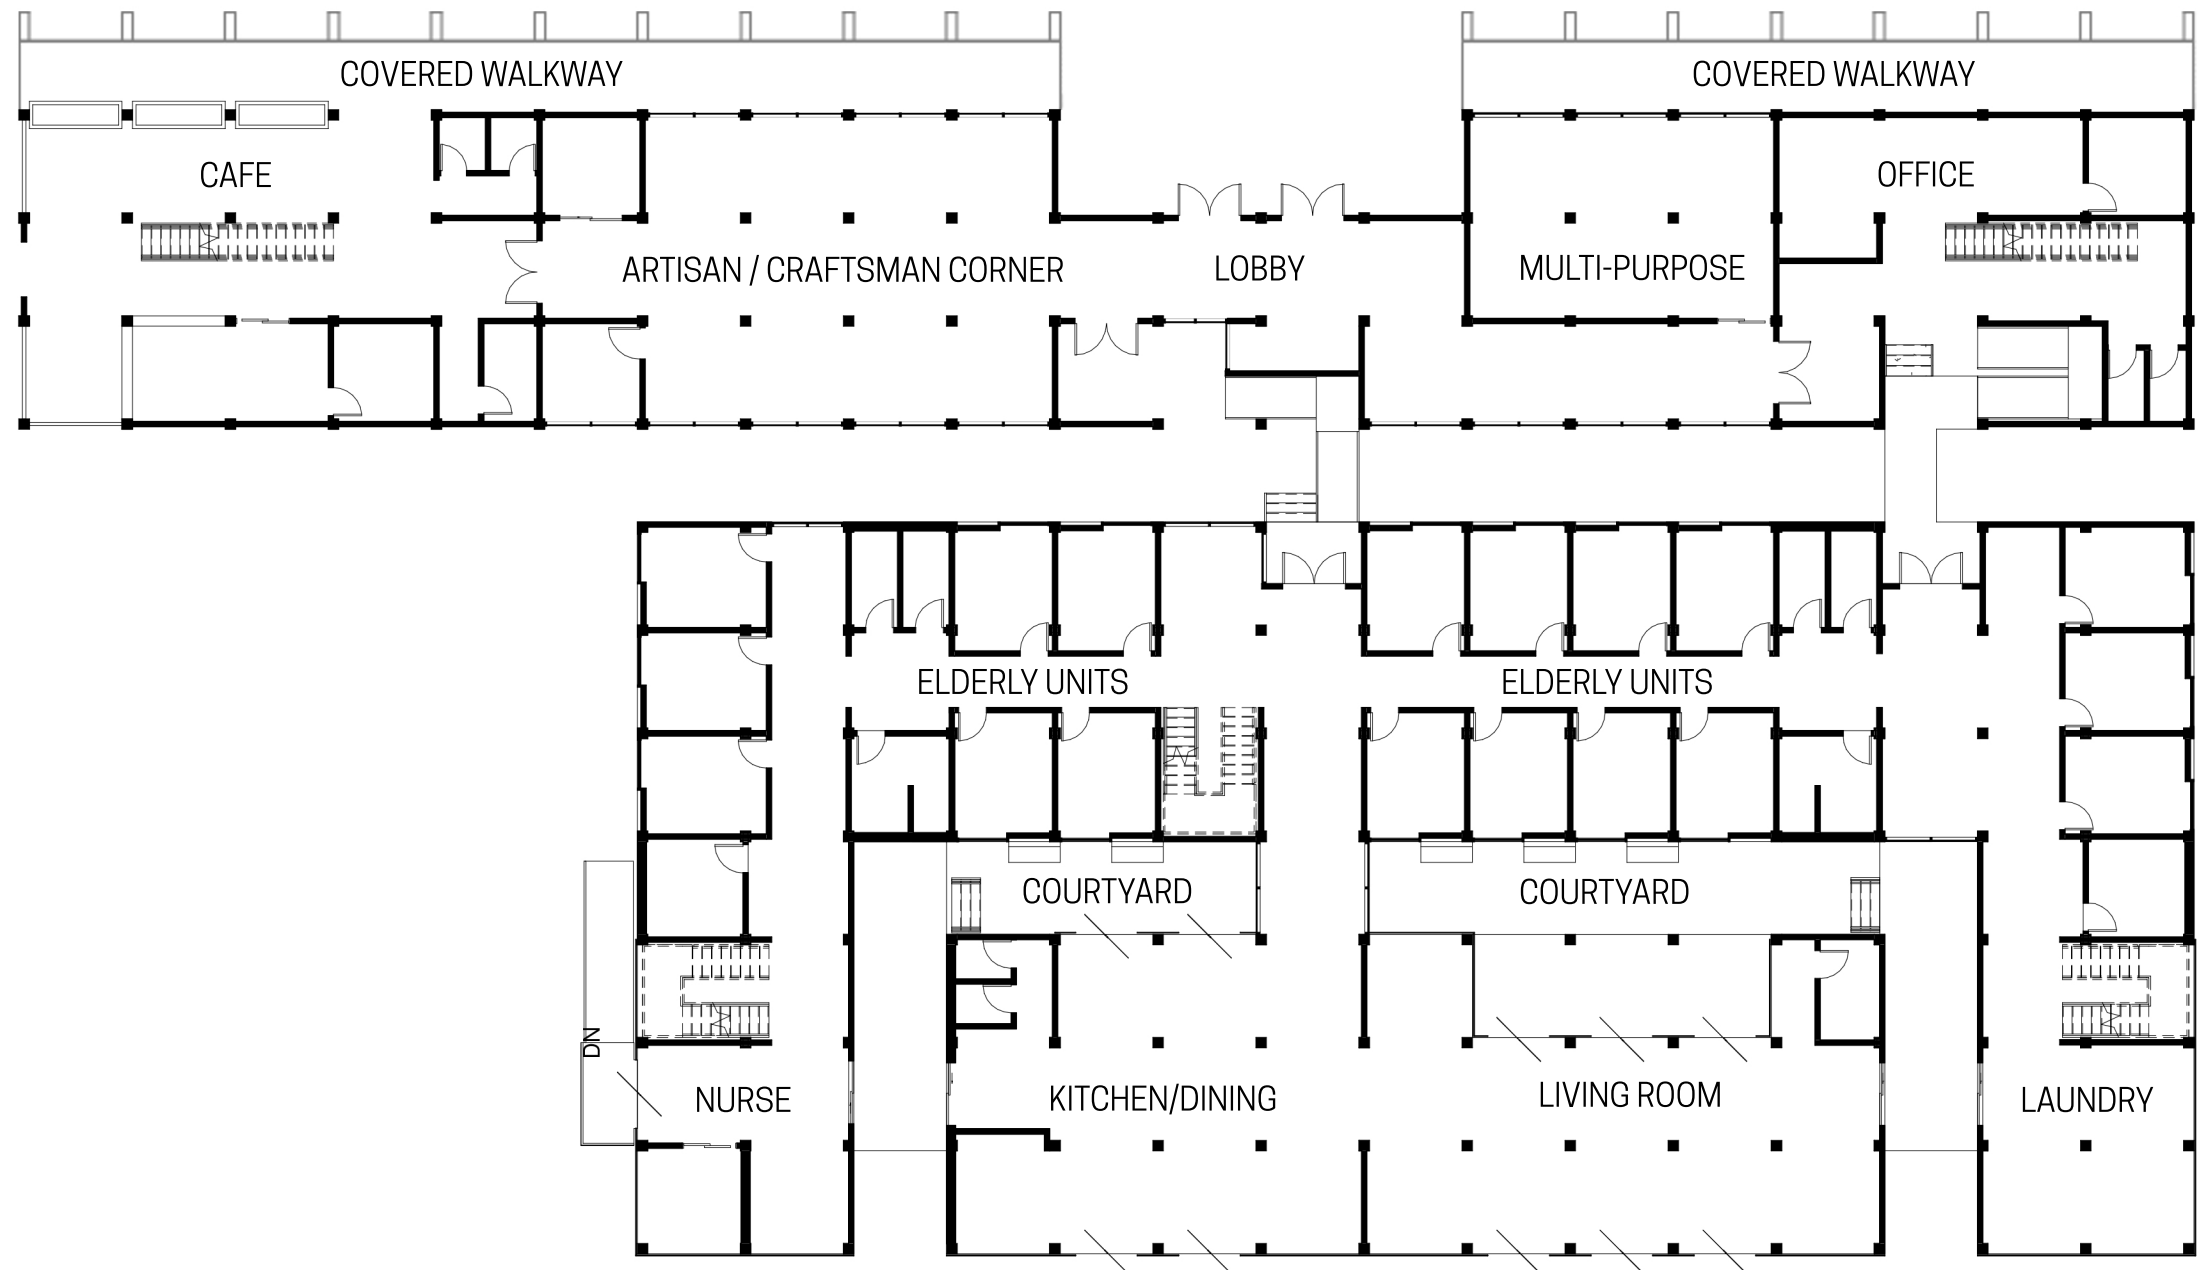 COVERED WALKWAY
COVERED WALKWAY
CAFE
OFFICE
ARTISAN / CRAFTSMAN CORNER
LOBBY
MULTI-PURPOSE
ELDERLY UNITS
ELDERLY UNITS
COURTYARD
COURTYARD
DN
NURSE
KITCHEN/DINING
LIVING ROOM
LAUNDRY